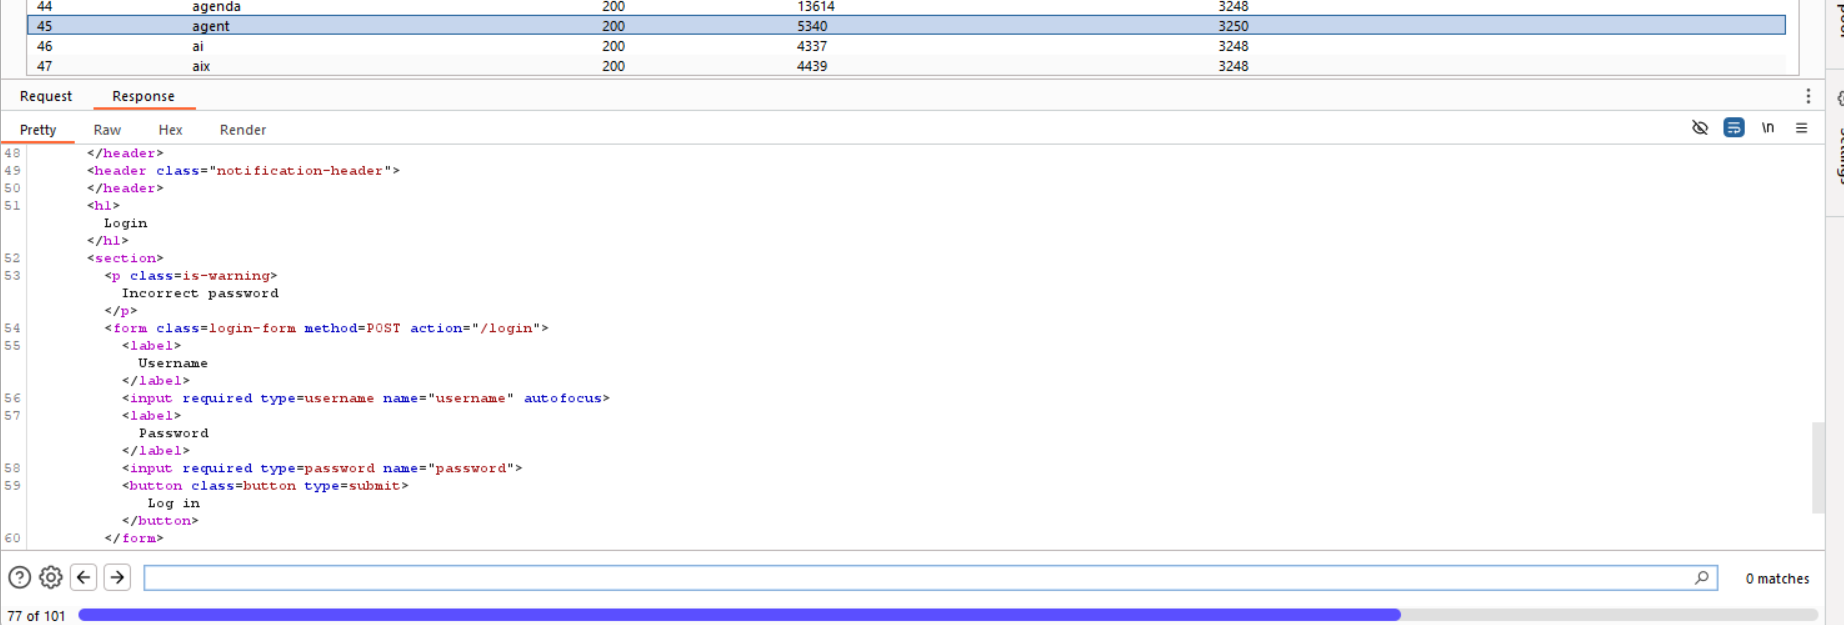 44 agenda 200 13614 3248
45 agent 200 5340 3250
46 ai 200 4337 3248
47 aix 200 4439 3248
Request Response
Pretty Raw Hex Render \n
48 </header>
49 <header class="notification-header">
50 </header>
51 <h1>
Login
</h1>
52 <section>
53 <p class=is-warning>
Incorrect password
</p>
54 <form class=login-form method=POST action="/login">
55 <label>
Username
</label>
56 <input required type=username name="username" autofocus>
57 <label>
Password
</label>
58 <input required type=password name="password">
59 <button class=button type=submit>
Log in
</button>
60 </form>
0 matches
77 of 101